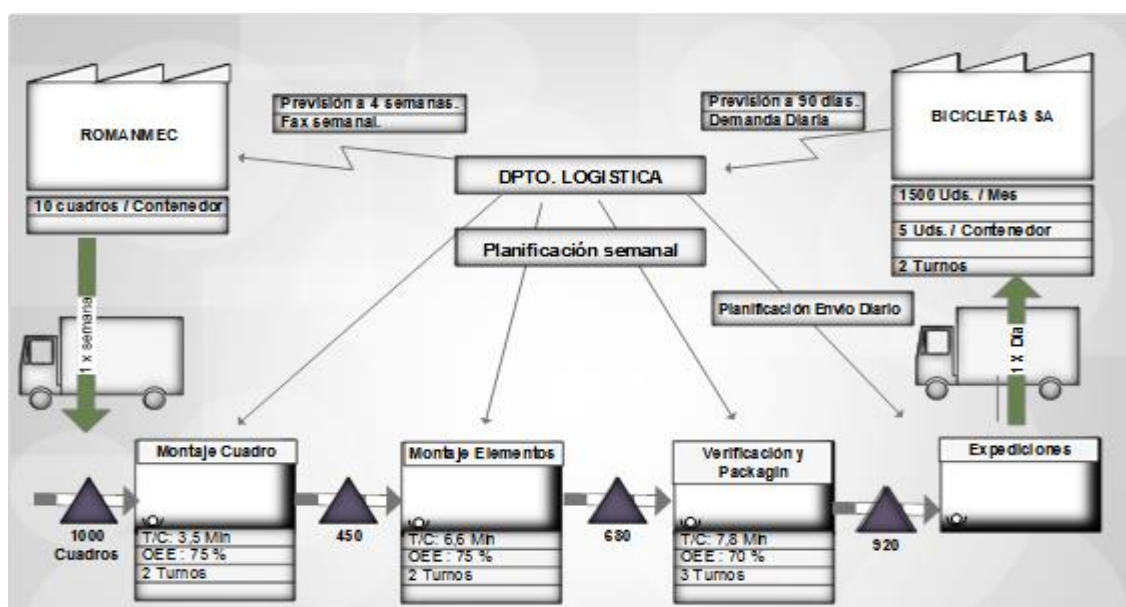 ROMANMEC
10 cuadros / Contenedor
Previsión a 4 semanas.
Fax semanal.
Previsión a 90 dias.
Demanda Diaria
BICICLETAS SA
1500 Uds. / Mes
5 Uds. / Contenedor
2 Turnos
DPTO. LOGISTICA
Planificación semanal
Planificación Envio Diario
1 x semana
1 x Dia
Montaje Cuadro
T/C: 3,5 Min
OEE : 75 %
2 Turnos
Montaje Elementos
T/C: 6,6 Min
OEE : 75 %
2 Turnos
Verificación y
Packagin
T/C: 7,8 Min
OEE : 70 %
3 Turnos
Expediciones
1000
Cuadros
450
680
920